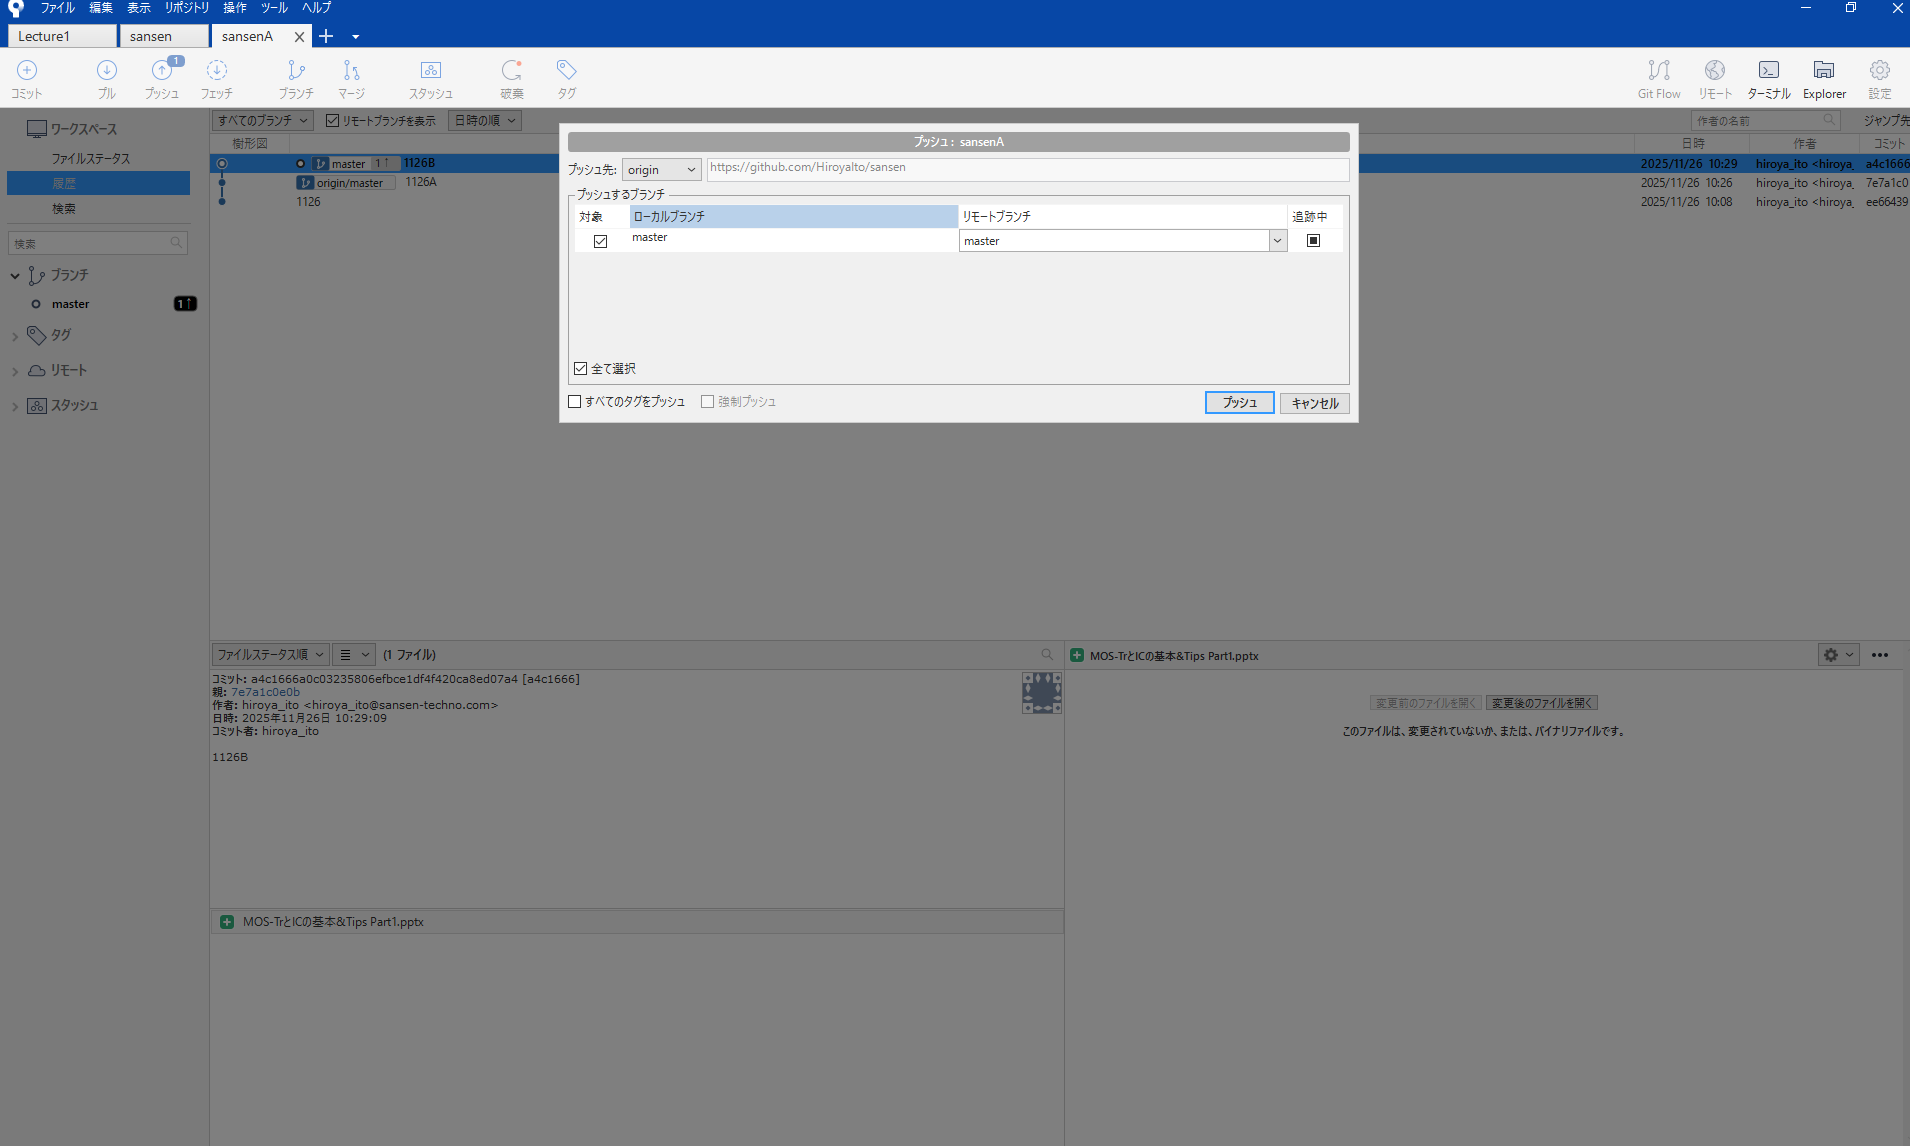 ファイル 編集 表示 リポジトリ 操作 ツール ヘルプ
Lecture1 sansen sansenA
コミット プル プッシュ 1 フェッチ ブランチ マージ スタッシュ 破棄 タグ Git Flow リモート ターミナル Explorer 設定
ワークスペース
ファイルステータス
履歴
検索
検索
ブランチ
master 1↑
タグ
リモート
スタッシュ
すべてのブランチ リモートブランチを表示 日時の順 作者の名前 ジャンプ先
樹形図 日時 作者 コミット
master 1↑ 1126B 2025/11/26 10:29 hiroya_ito <hiroya_ a4c1666
origin/master 1126A 2025/11/26 10:26 hiroya_ito <hiroya_ 7e7a1c0
1126 2025/11/26 10:08 hiroya_ito <hiroya_ ee66439
プッシュ : sansenA
プッシュ先: origin https://github.com/HiroyaIto/sansen
プッシュするブランチ
対象 ローカルブランチ リモートブランチ 追跡中
master master
全て選択
すべてのタグをプッシュ 強制プッシュ プッシュ キャンセル
ファイルステータス順 (1 ファイル)
コミット: a4c1666a0c03235806efbce1df4f420ca8ed07a4 [a4c1666]
親: 7e7a1c0e0b
作者: hiroya_ito <hiroya_ito@sansen-techno.com>
日時: 2025年11月26日 10:29:09
コミット者: hiroya_ito
1126B
MOS-TrとICの基本&Tips Part1.pptx
MOS-TrとICの基本&Tips Part1.pptx
変更前のファイルを開く 変更後のファイルを開く
このファイルは、変更されていないか、または、バイナリファイルです。